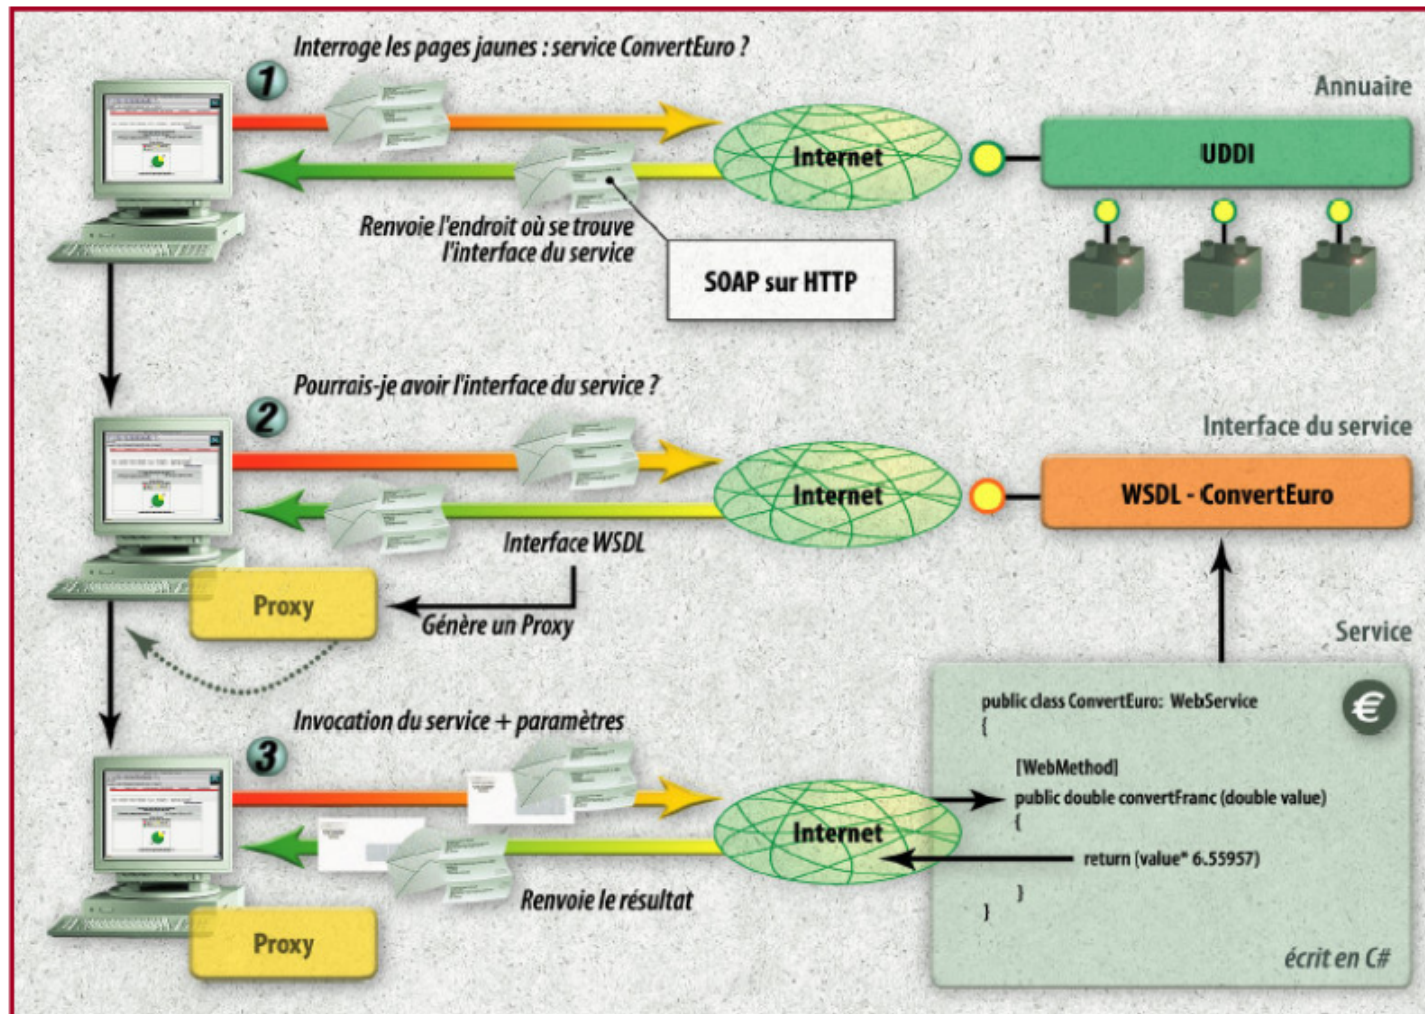 Interroge les pages jaunes : service ConvertEuro ?
1
Annuaire
Internet
UDDI
Renvoie l'endroit où se trouve
l'interface du service
SOAP sur HTTP
Pourrais-je avoir l'interface du service ?
2
Interface du service
Internet
WSDL - ConvertEuro
Interface WSDL
Proxy
Génère un Proxy
Service
Invocation du service + paramètres
3
public class ConvertEuro: WebService
€
{
[WebMethod]
public double convertFranc (double value)
{
Internet
return (value* 6.55957)
}
}
Renvoie le résultat
Proxy
écrit en C#